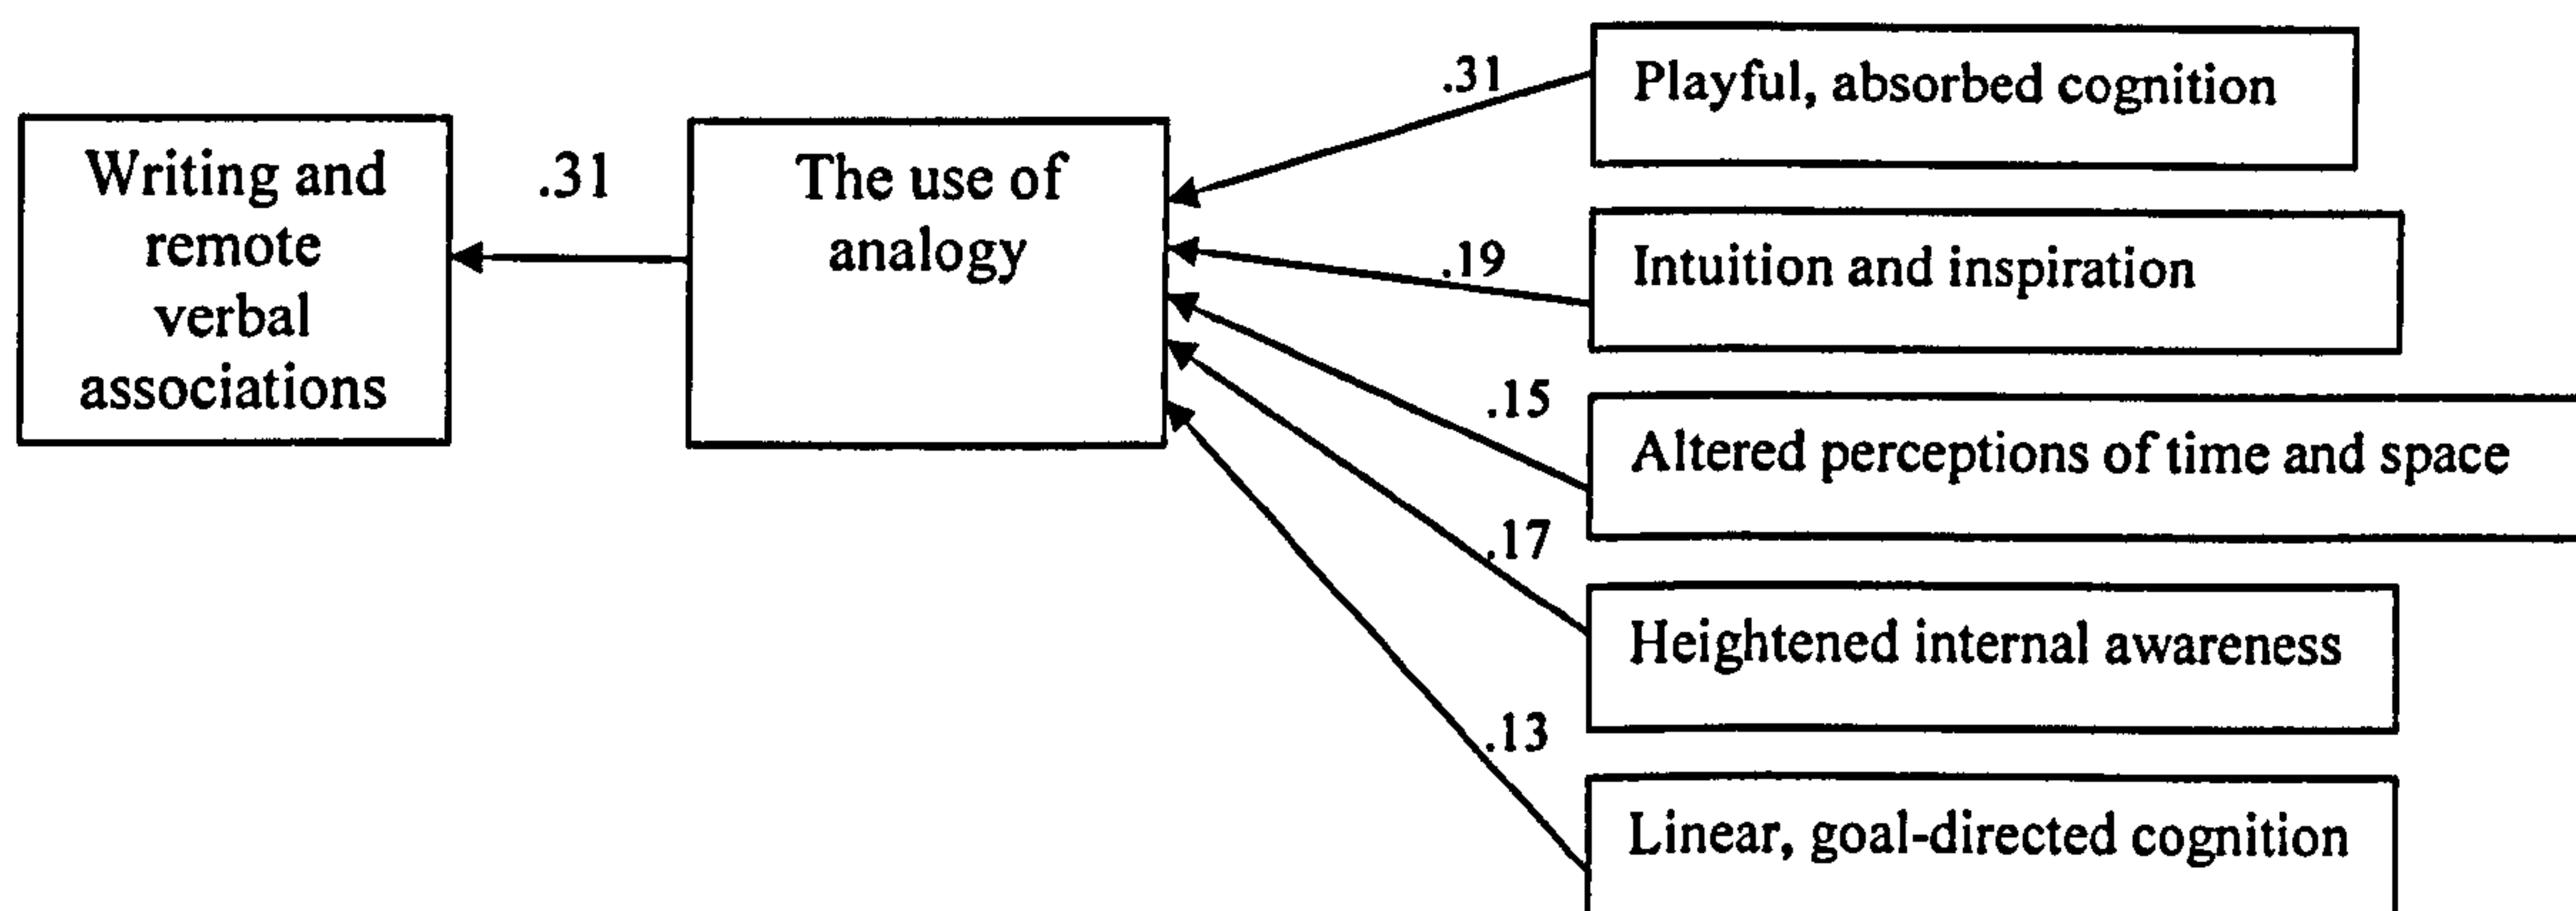 Writing and
remote
verbal
associations
.31
The use of
analogy
.31
Playful, absorbed cognition
.19
Intuition and inspiration
.15
Altered perceptions of time and space
.17
Heightened internal awareness
.13
Linear, goal-directed cognition